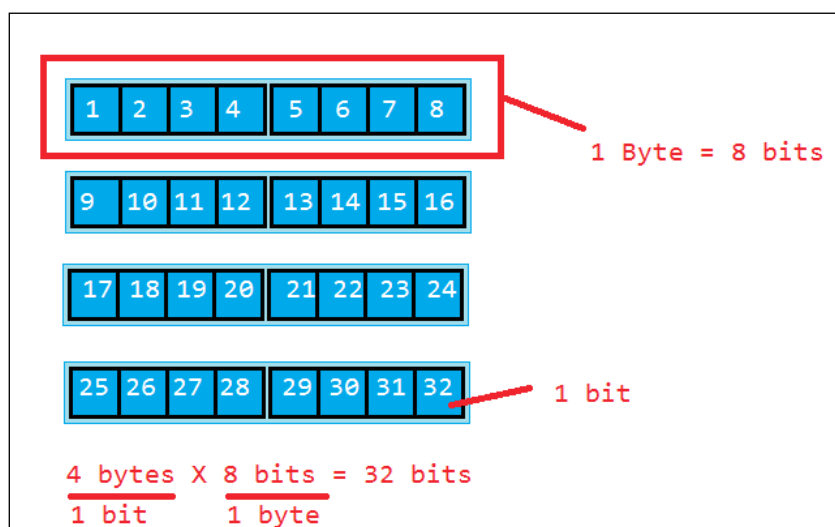 1 2 3 4 5 6 7 8
1 Byte = 8 bits
9 10 11 12 13 14 15 16
17 18 19 20 21 22 23 24
25 26 27 28 29 30 31 32
1 bit
4 bytes X 8 bits = 32 bits
1 bit 1 byte